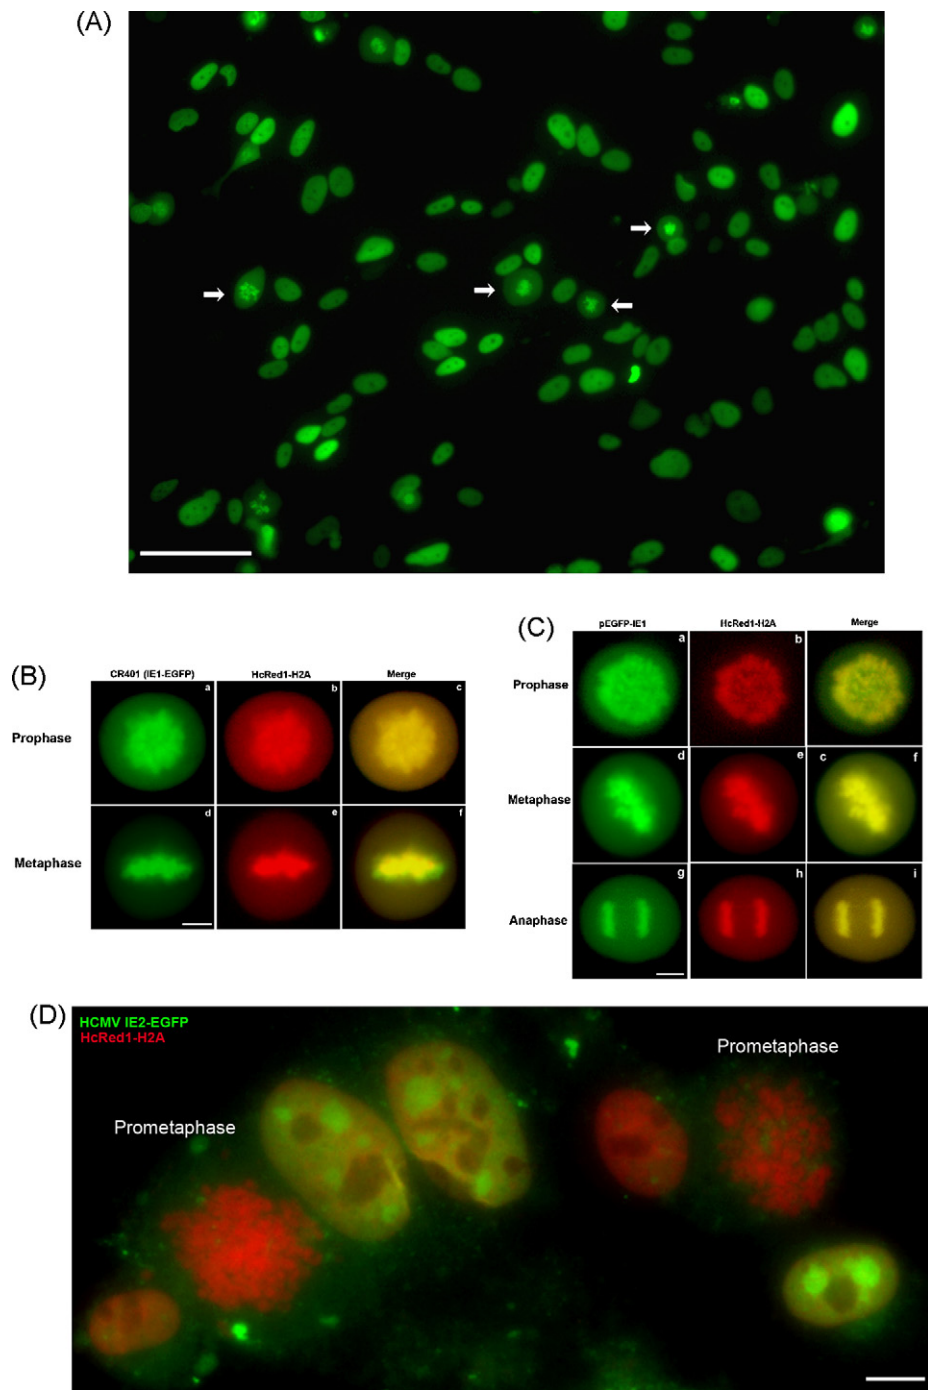 (A)
(B)
CR401 (IE1-EGFP) HcRed1-H2A Merge
a b c
Prophase
d e f
Metaphase
(C)
pEGFP-IE1 HcRed1-H2A Merge
a b
Prophase
d e c f
Metaphase
g h i
Anaphase
(D)
HCMV IE2-EGFP
HcRed1-H2A
Prometaphase
Prometaphase